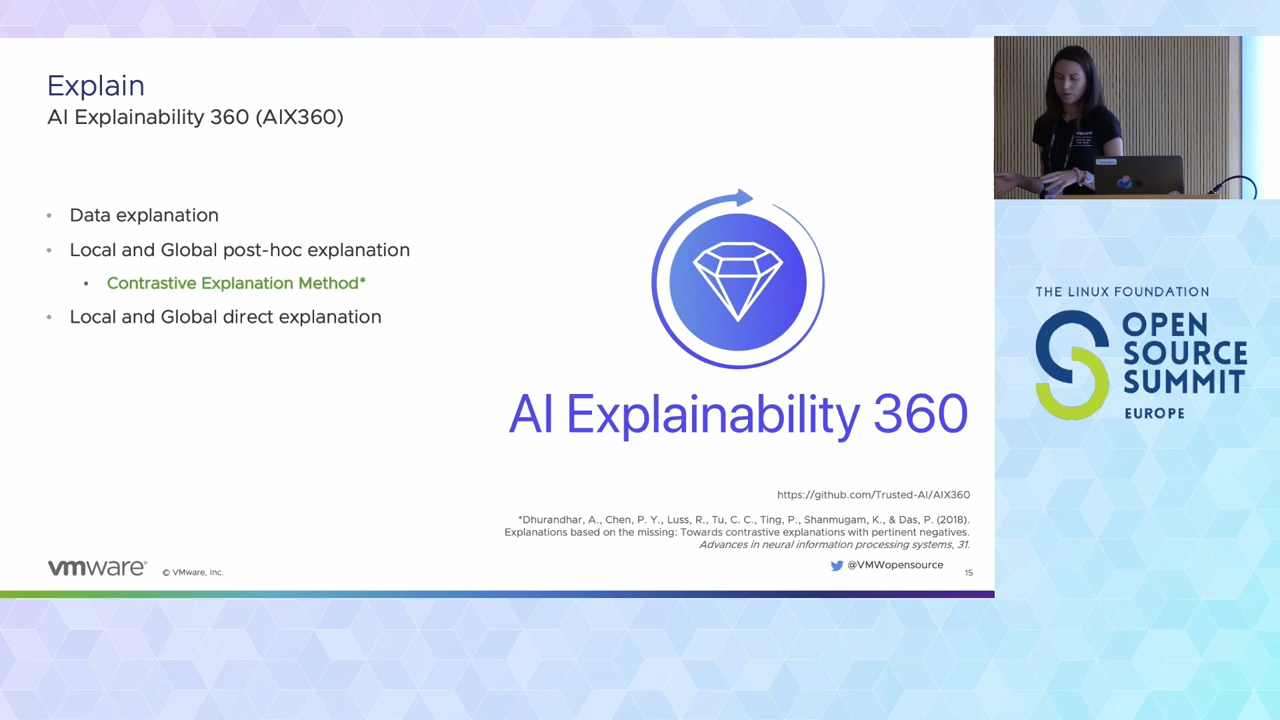 Explain
AI Explainability 360 (AIX360)
• Data explanation
• Local and Global post-hoc explanation
• Contrastive Explanation Method*
• Local and Global direct explanation
AI Explainability 360
https://github.com/Trusted-AI/AIX360
*Dhurandhar, A., Chen, P. Y., Luss, R., Tu, C. C., Ting, P., Shanmugam, K., & Das, P. (2018).
Explanations based on the missing: Towards contrastive explanations with pertinent negatives.
Advances in neural information processing systems, 31.
@VMWopensource
vmware®
© VMware, Inc.
15
THE LINUX FOUNDATION
OPEN
SOURCE
SUMMIT
EUROPE